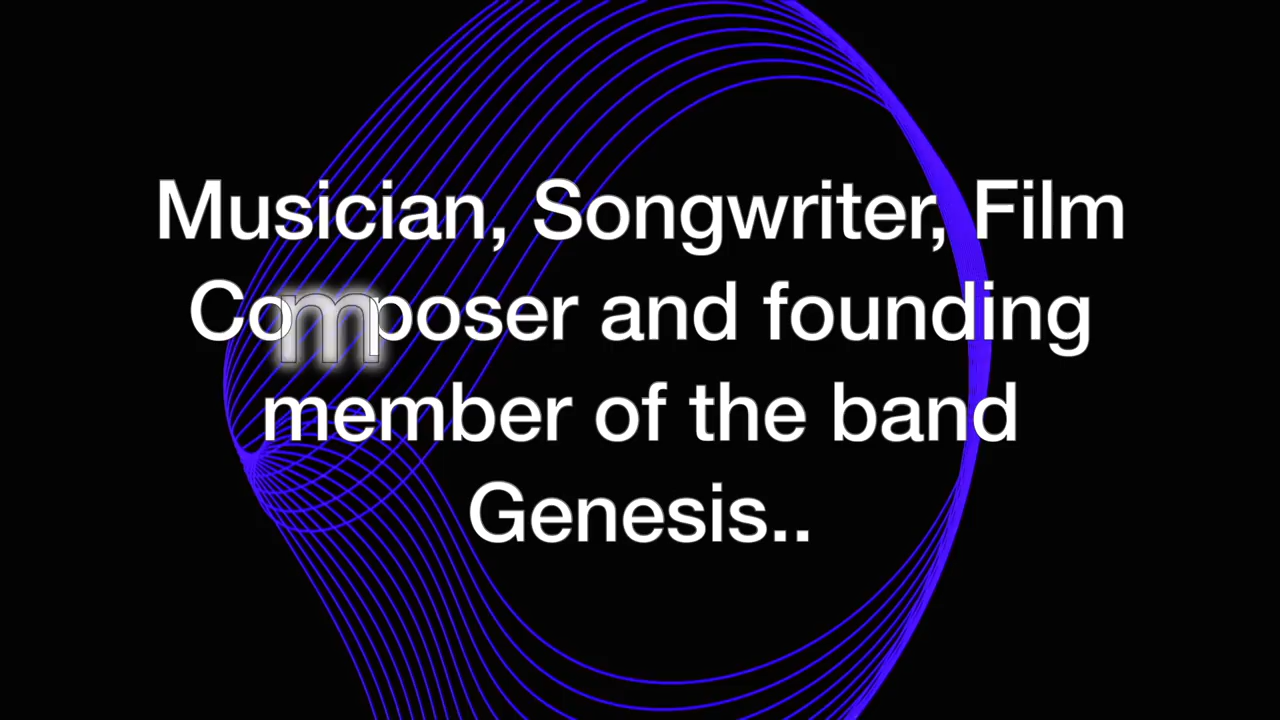 Musician, Songwriter, Film
Composer and founding
member of the band
Genesis..